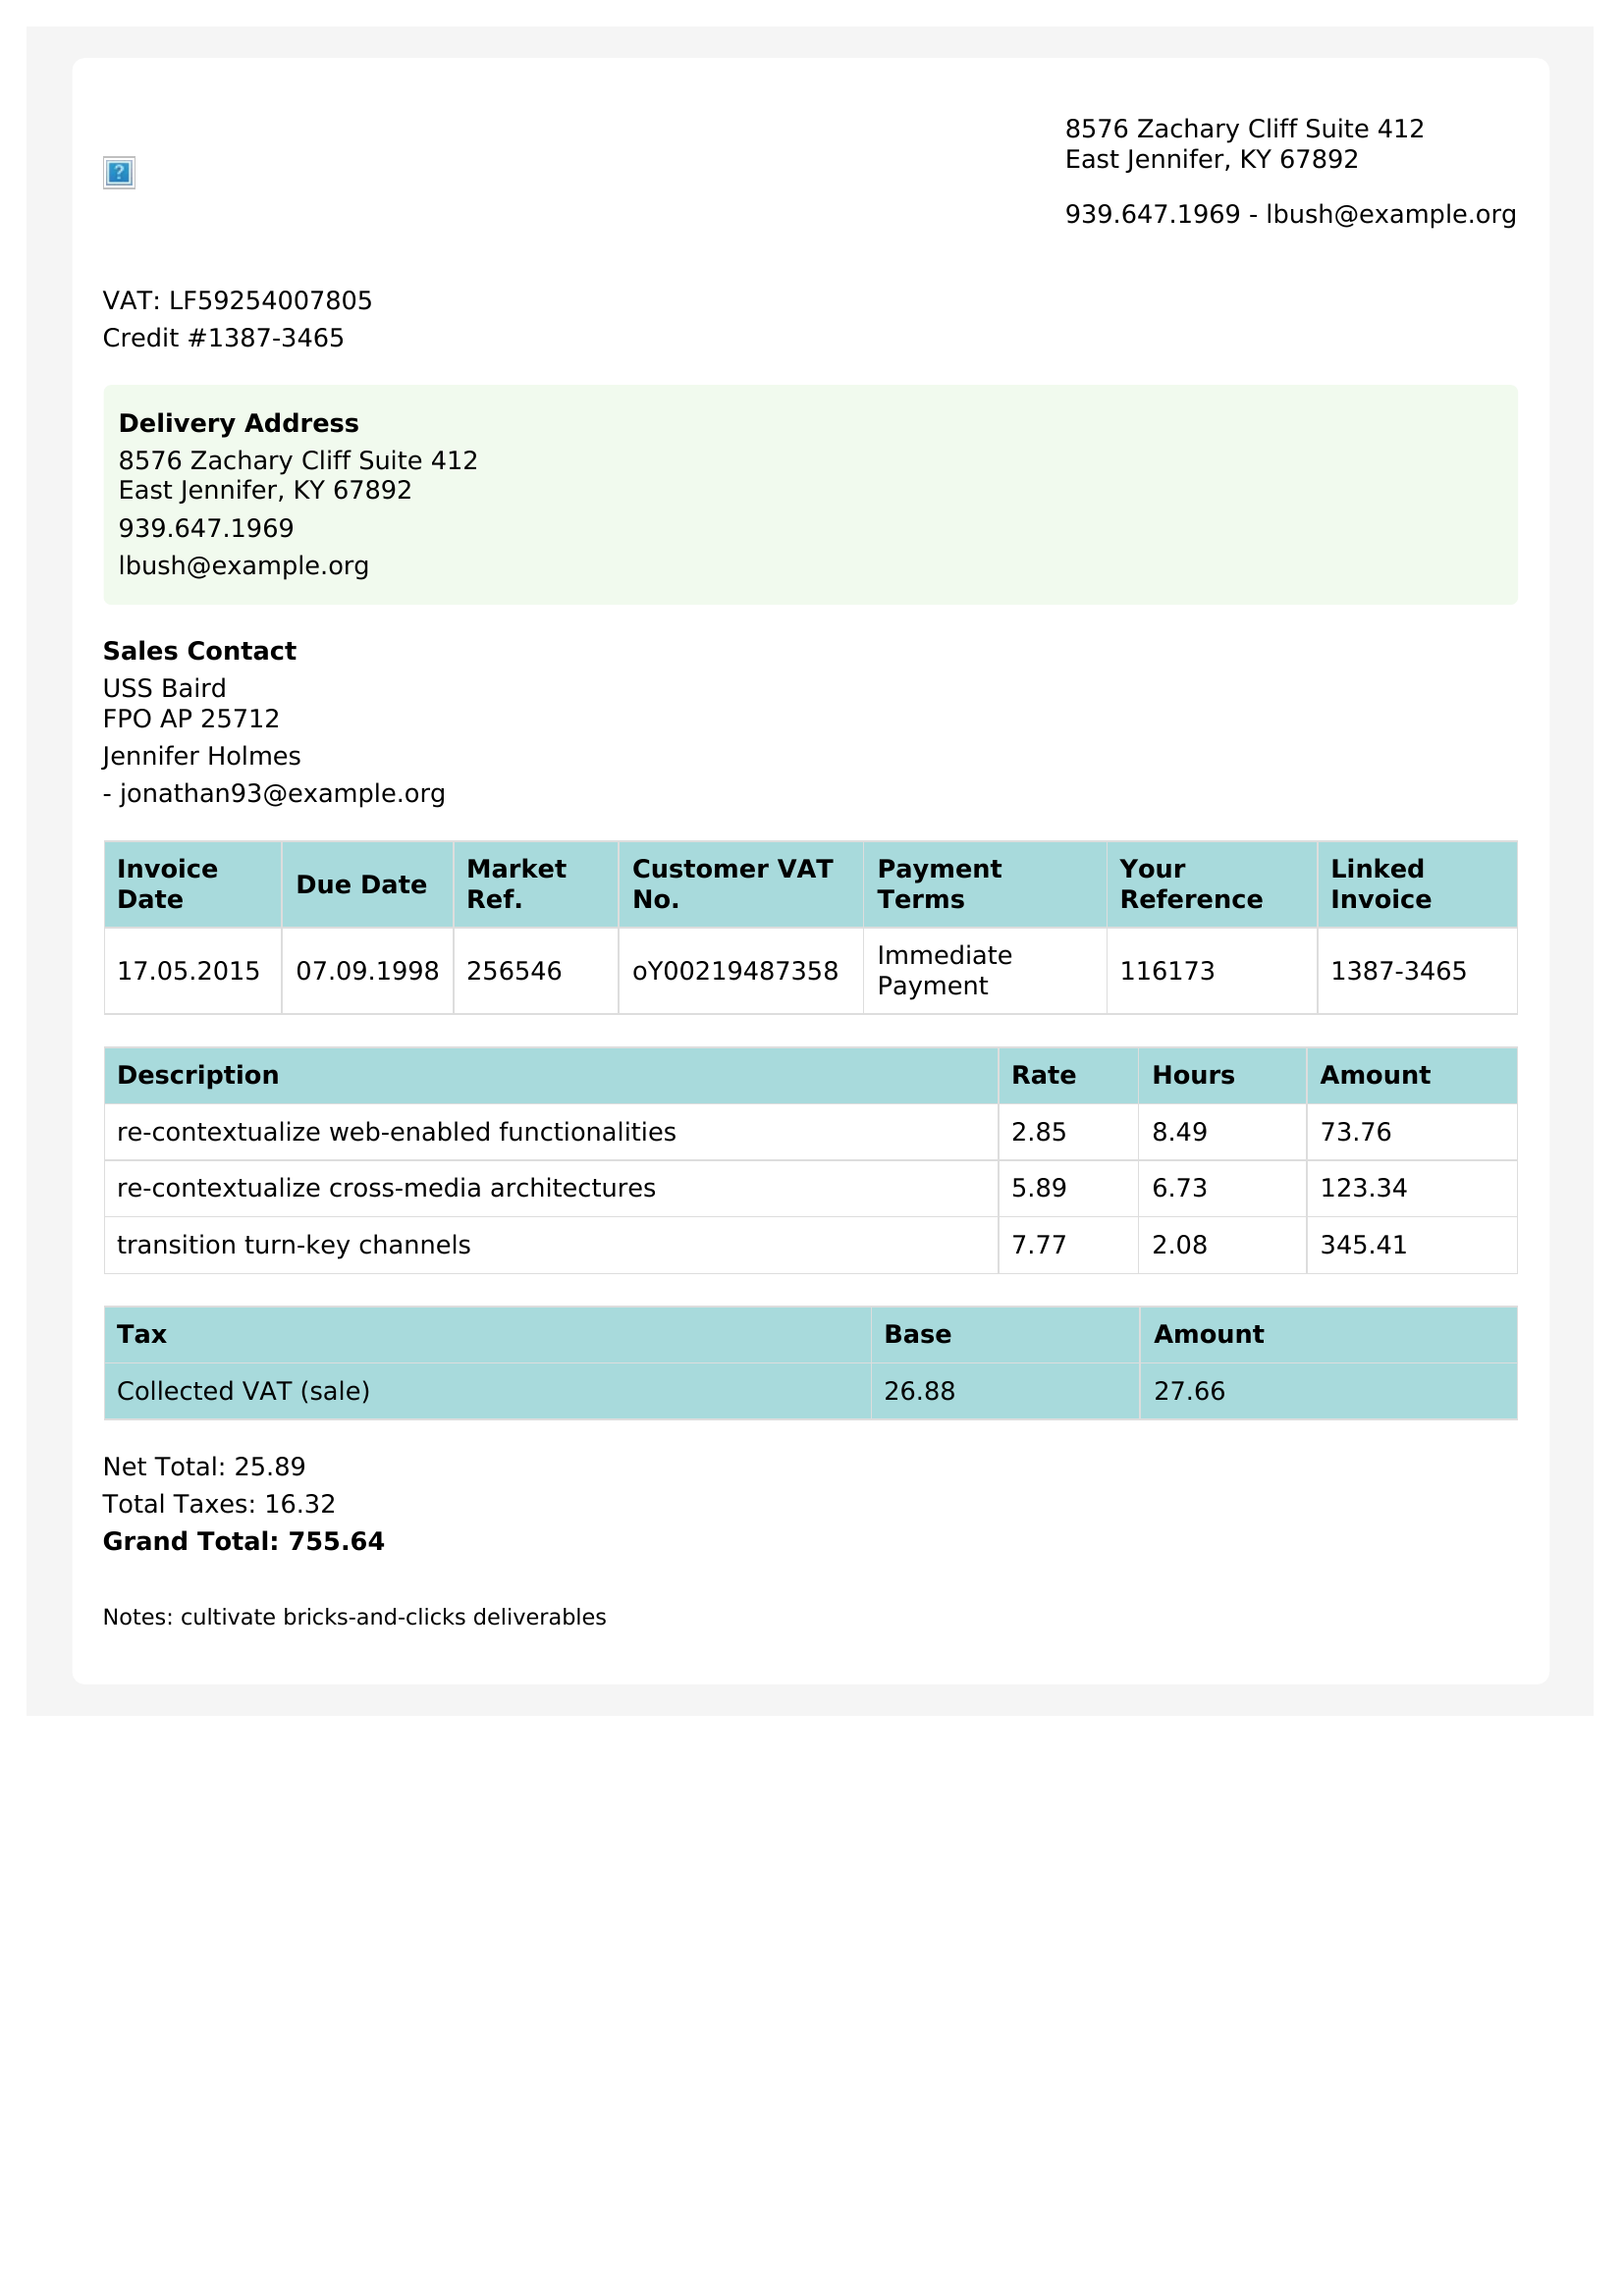 8576 Zachary Cliff Suite 412
East Jennifer, KY 67892
939.647.1969 - lbush@example.org
VAT: LF59254007805
Credit #1387-3465
Delivery Address
8576 Zachary Cliff Suite 412
East Jennifer, KY 67892
939.647.1969
lbush@example.org
Sales Contact
USS Baird
FPO AP 25712
Jennifer Holmes
- jonathan93@example.org
Invoice Date Due Date Market Ref. Customer VAT No. Payment Terms Your Reference Linked Invoice
17.05.2015 07.09.1998 256546 oY00219487358 Immediate Payment 116173 1387-3465
Description Rate Hours Amount
re-contextualize web-enabled functionalities 2.85 8.49 73.76
re-contextualize cross-media architectures 5.89 6.73 123.34
transition turn-key channels 7.77 2.08 345.41
Tax Base Amount
Collected VAT (sale) 26.88 27.66
Net Total: 25.89
Total Taxes: 16.32
Grand Total: 755.64
Notes: cultivate bricks-and-clicks deliverables